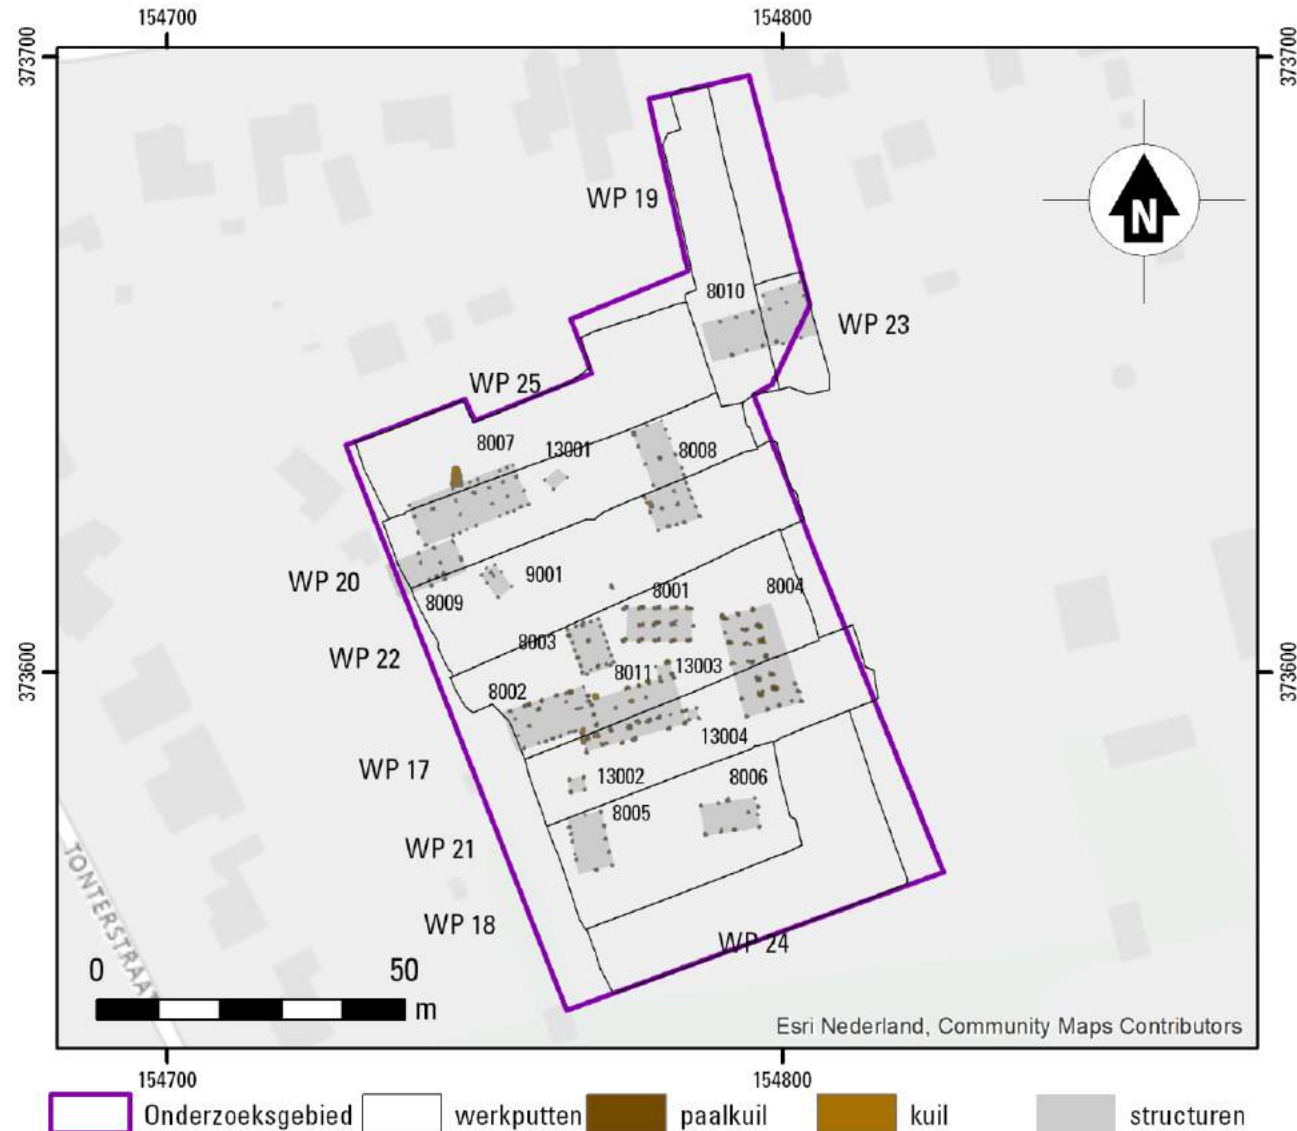 154700 154800
373700 373700
WP 19
N
8010
WP 23
WP 25
8007 13001 8008
WP 20
9001
8009
8001 8004
8003
WP 22
8011 13003
373600 373600
8002
13004
WP 17
13002 8006
8005
WP 21
WP 18
WP 24
TONTERSTRAAT
0 50
m
Esri Nederland, Community Maps Contributors
154700 154800
Onderzoeksgebied werkputten paalkuil kuil structuren